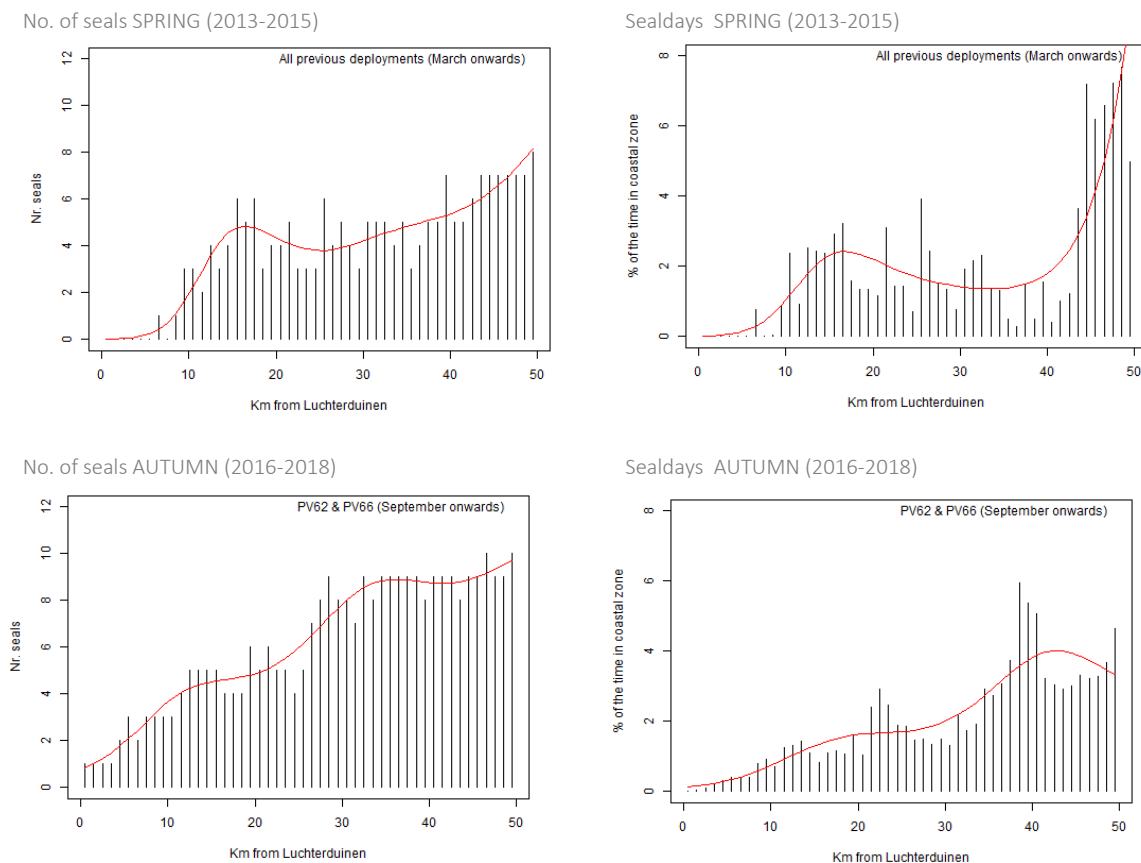 No. of seals SPRING (2013-2015)
All previous deployments (March onwards)
Nr. seals
12
10
8
6
4
2
0
0 10 20 30 40 50
Km from Luchterduinen
Sealdays SPRING (2013-2015)
All previous deployments (March onwards)
% of the time in coastal zone
8
6
4
2
0
0 10 20 30 40 50
Km from Luchterduinen
No. of seals AUTUMN (2016-2018)
PV62 & PV66 (September onwards)
Nr. seals
12
10
8
6
4
2
0
0 10 20 30 40 50
Km from Luchterduinen
Sealdays AUTUMN (2016-2018)
PV62 & PV66 (September onwards)
% of the time in coastal zone
8
6
4
2
0
0 10 20 30 40 50
Km from Luchterduinen